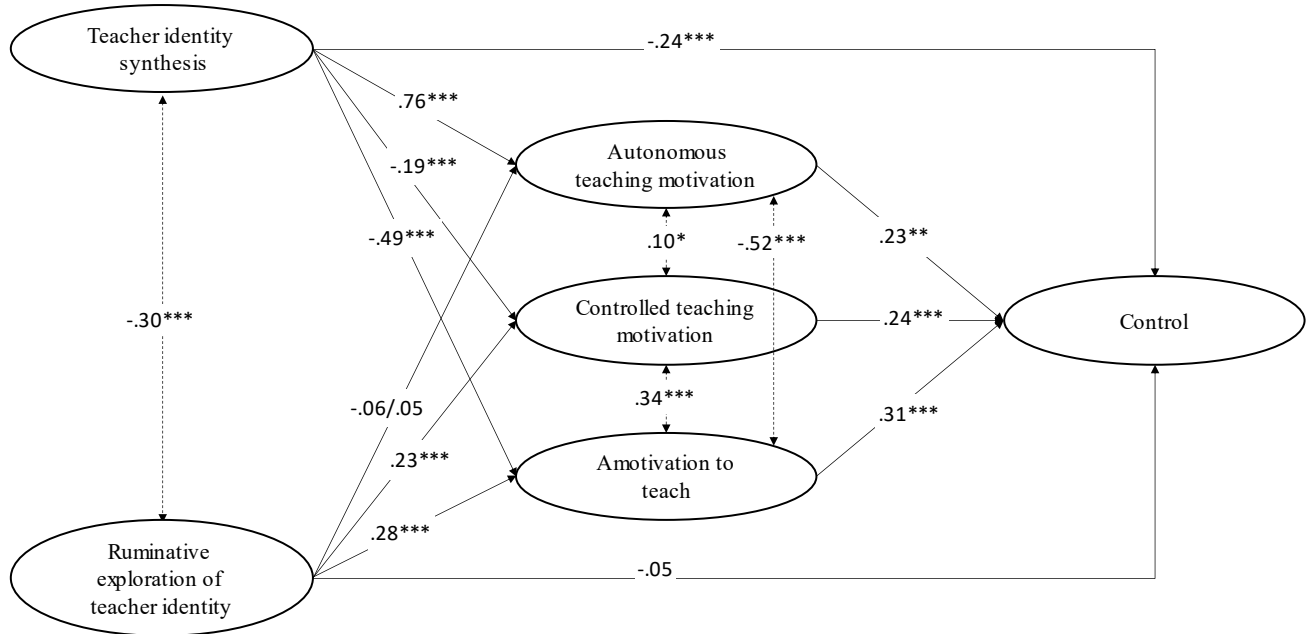 Teacher identity
synthesis
-.24***
.76***
Autonomous
teaching motivation
-.19***
-.49***
.10*
-.52***
.23**
-.30***
Controlled teaching
motivation
.24***
Control
-.06/.05
.34***
.31***
.23***
Amotivation to
teach
.28***
Ruminative
exploration of
teacher identity
-.05